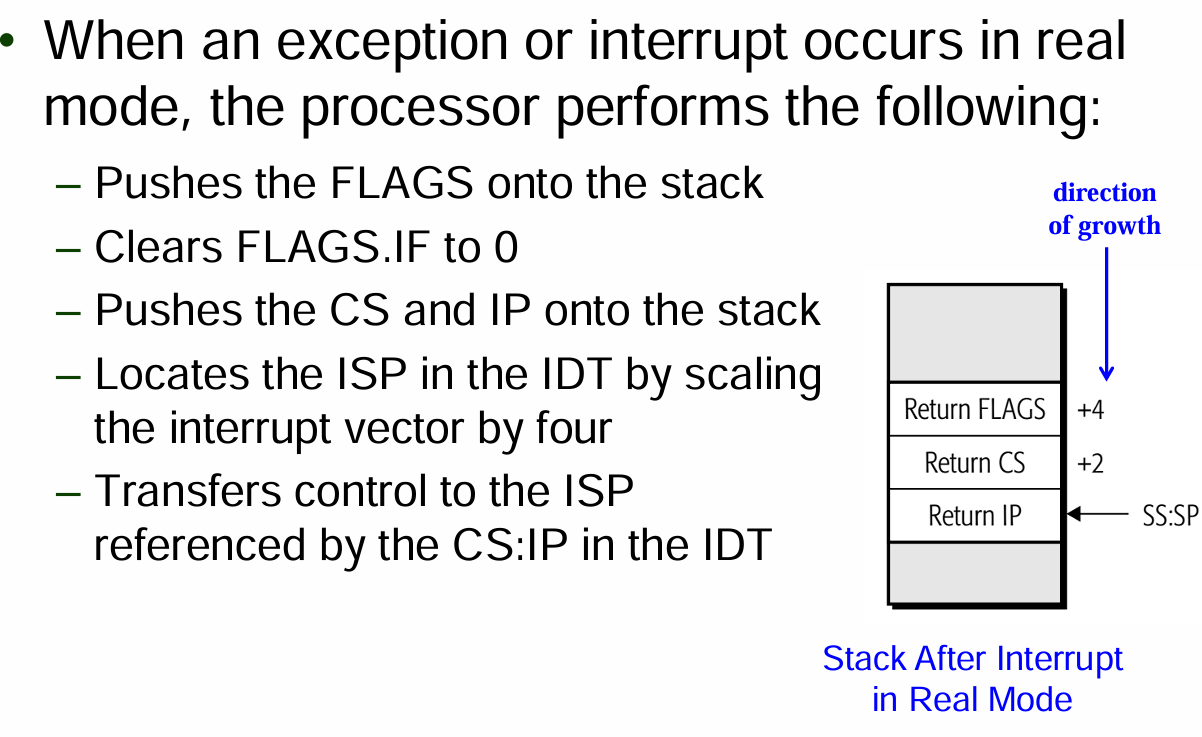 • When an exception or interrupt occurs in real
mode, the processor performs the following:
– Pushes the FLAGS onto the stack
– Clears FLAGS.IF to 0
– Pushes the CS and IP onto the stack
– Locates the ISP in the IDT by scaling
the interrupt vector by four
– Transfers control to the ISP
referenced by the CS:IP in the IDT
direction
of growth
Return FLAGS +4
Return CS +2
Return IP SS:SP
Stack After Interrupt
in Real Mode